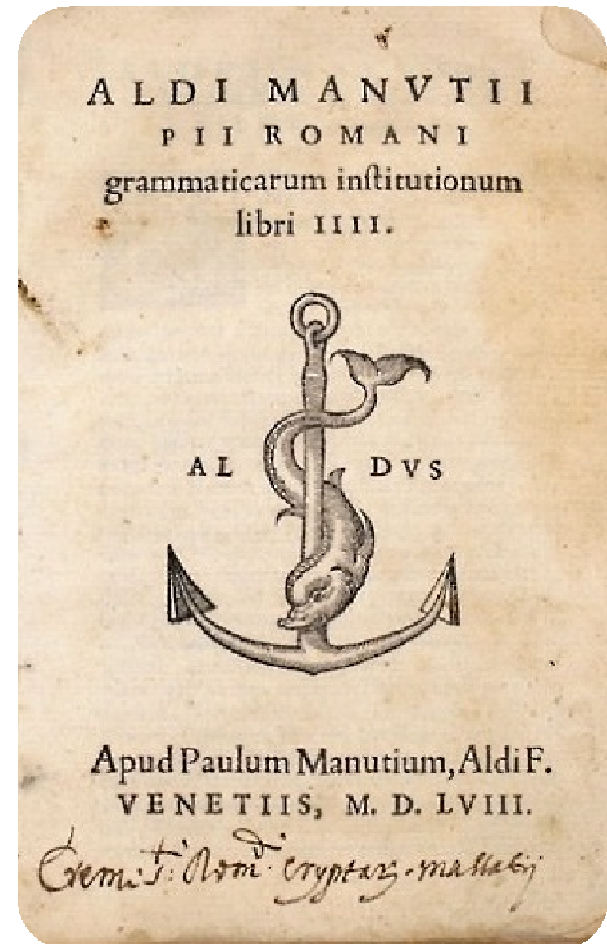 ALDI MANVTII
PII ROMANI
grammaticarum inſtitutionum
libri IIII.
AL DVS
Apud Paulum Manutium, Aldi F.
VENETIIS, M. D. LVIII.